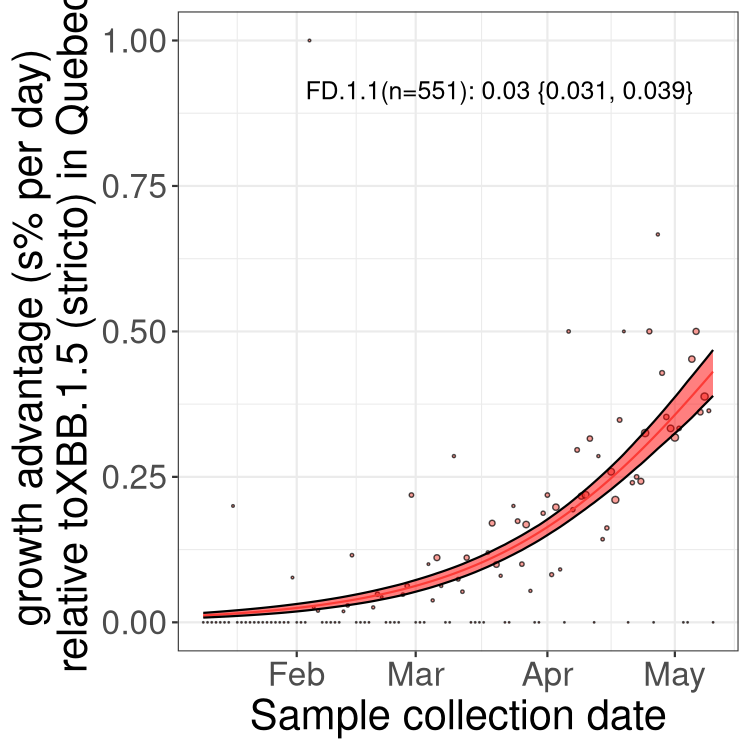 growth advantage (s% per day)
relative toXBB.1.5 (stricto) in Quebec
1.00
FD.1.1(n=551): 0.03 {0.031, 0.039}
0.75
0.50
0.25
0.00
Feb Mar Apr May
Sample collection date